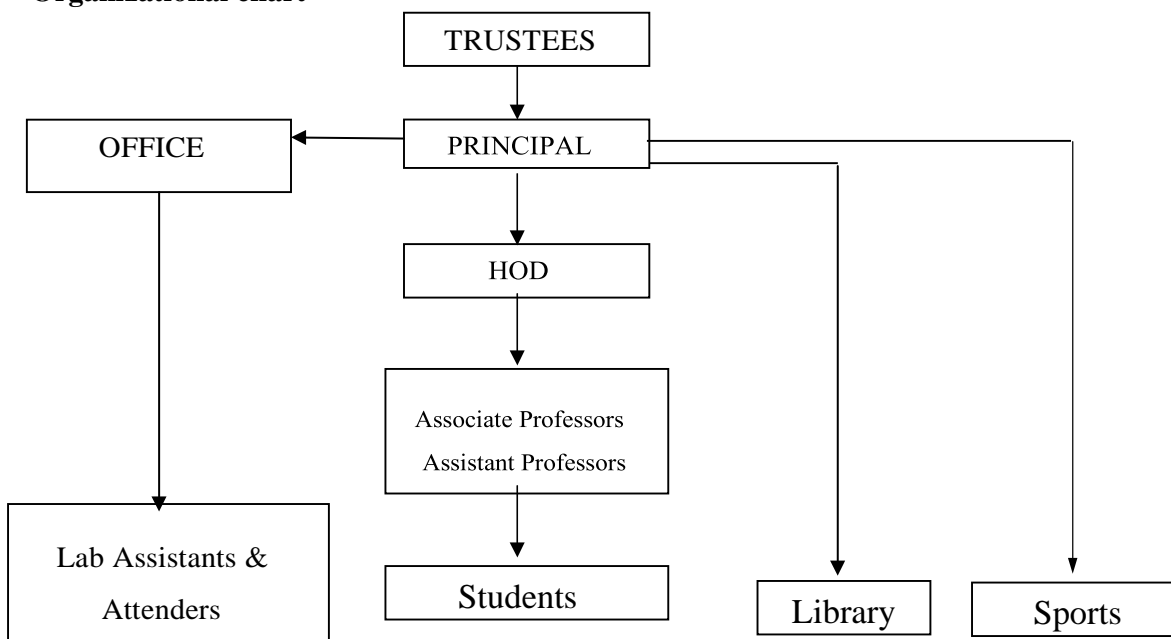 Organizational chart
TRUSTEES
OFFICE
PRINCIPAL
HOD
Associate Professors
Assistant Professors
Lab Assistants &
Attenders
Students
Library
Sports